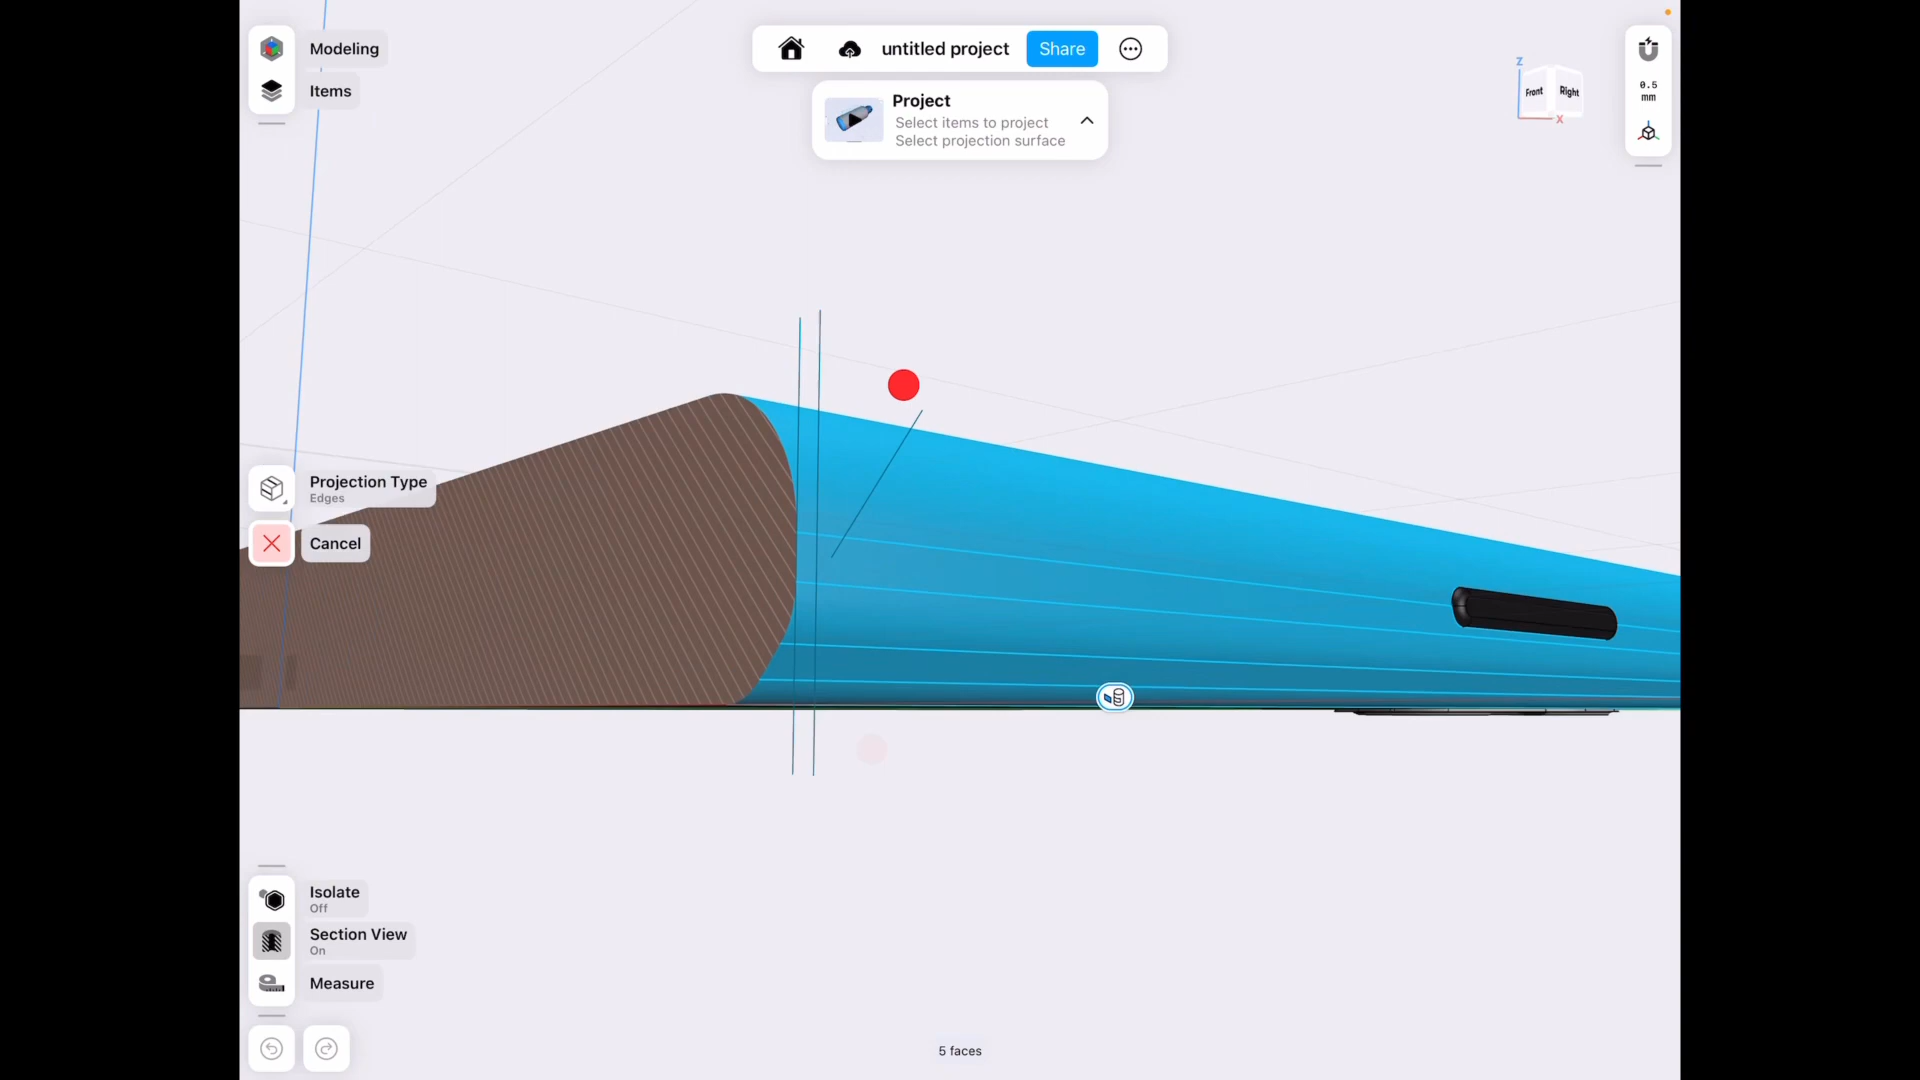 Modeling
Items
untitled project
Share
Project
Select items to project
Select projection surface
Z
Front
Right
X
0.5
mm
Projection Type
Edges
Cancel
Isolate
Off
Section View
On
Measure
5 faces